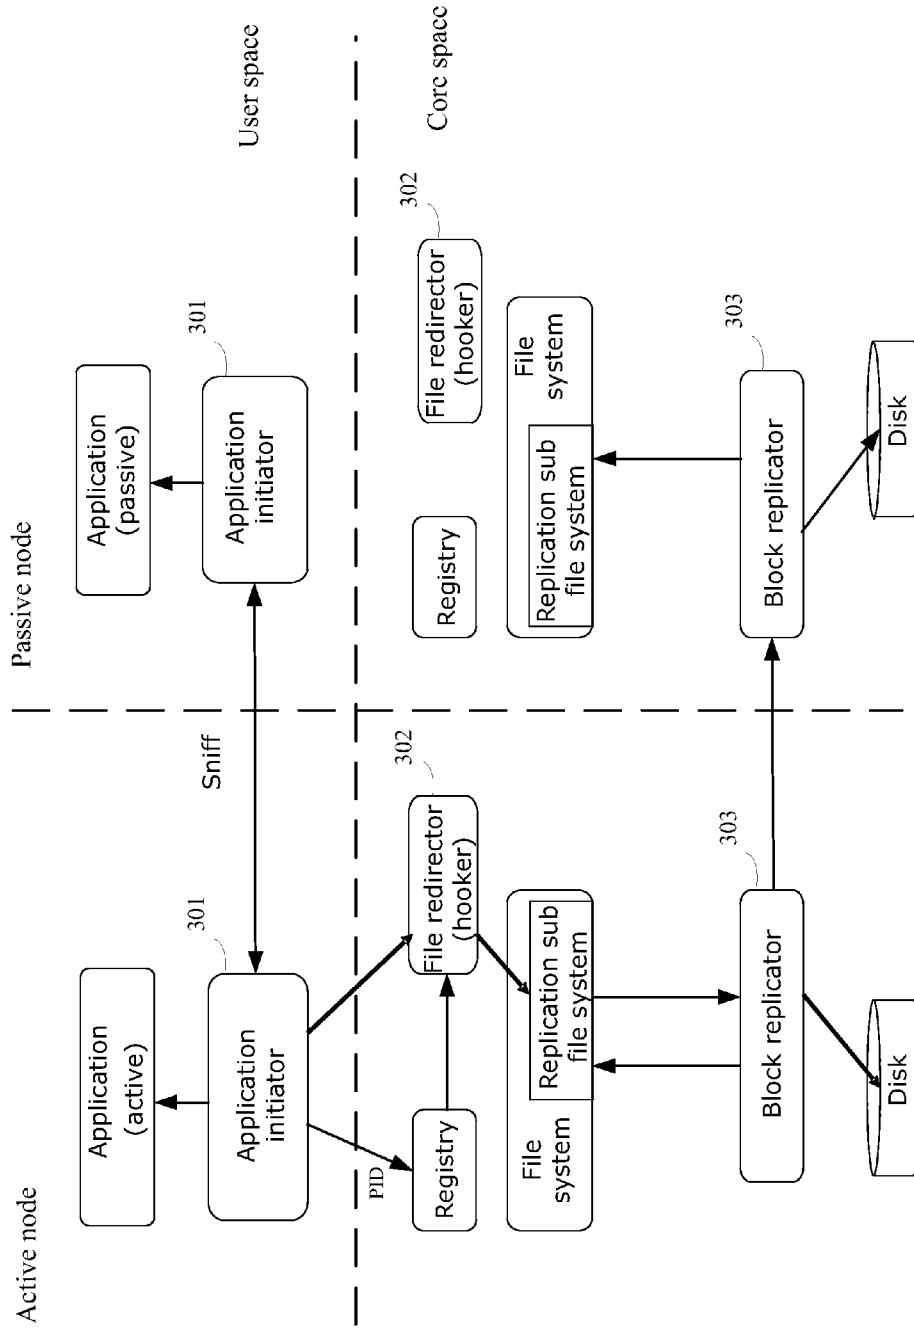 Active node
Passive node
Application
(active)
Application
(passive)
User space
301
Application
initiator
Sniff
301
Application
initiator
PID
302
File redirector
(hooker)
Registry
Registry
302
File redirector
(hooker)
Core space
File
system
Replication sub
file system
Replication sub
file system
File
system
303
Block replicator
303
Block replicator
Disk
Disk